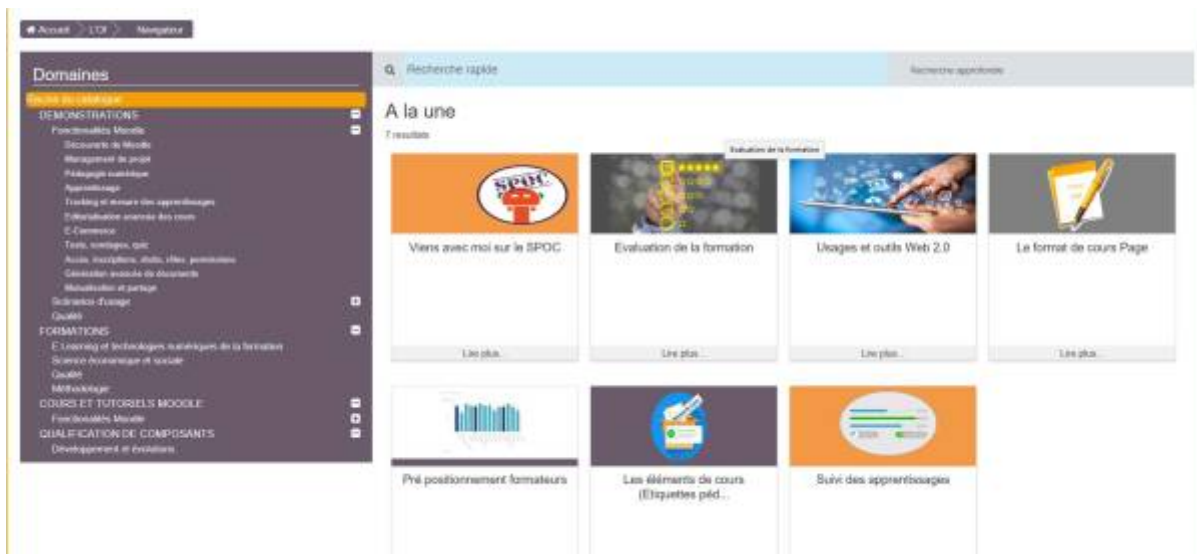 Accueil
LTOI
Navigateur
Domaines
Racine du catalogue
DEMONSTRATIONS
Fonctionnalités Moodle
Découverte de Moodle
Management de projet
Pédagogie numérique
Apprentissage
Tracking et mesure des apprentissages
Editorialisation avancée des cours
E-Commerce
Tests, sondages, quiz
Accès, inscriptions, droits, rôles, permissions
Génération avancée de documents
Mutualisation et partage
Scénarios d'usage
Qualité
FORMATIONS
E Learning et technologies numériques de la formation
Science économique et sociale
Qualité
Méthodologie
COURS ET TUTORIELS MOODLE
Fonctionalités Moodle
QUALIFICATION DE COMPOSANTS
Développement et évolutions
Recherche rapide
Recherche approfondie
A la une
7 resultats
Evaluation de la formation
SPOC
Viens avec moi sur le SPOC
Evaluation de la formation
Usages et outils Web 2.0
Le format de cours Page
Lire plus...
Lire plus...
Lire plus...
Lire plus...
Pré positionnement formateurs
Les éléments de cours
(Etiquettes péd...
Suivi des apprentissages